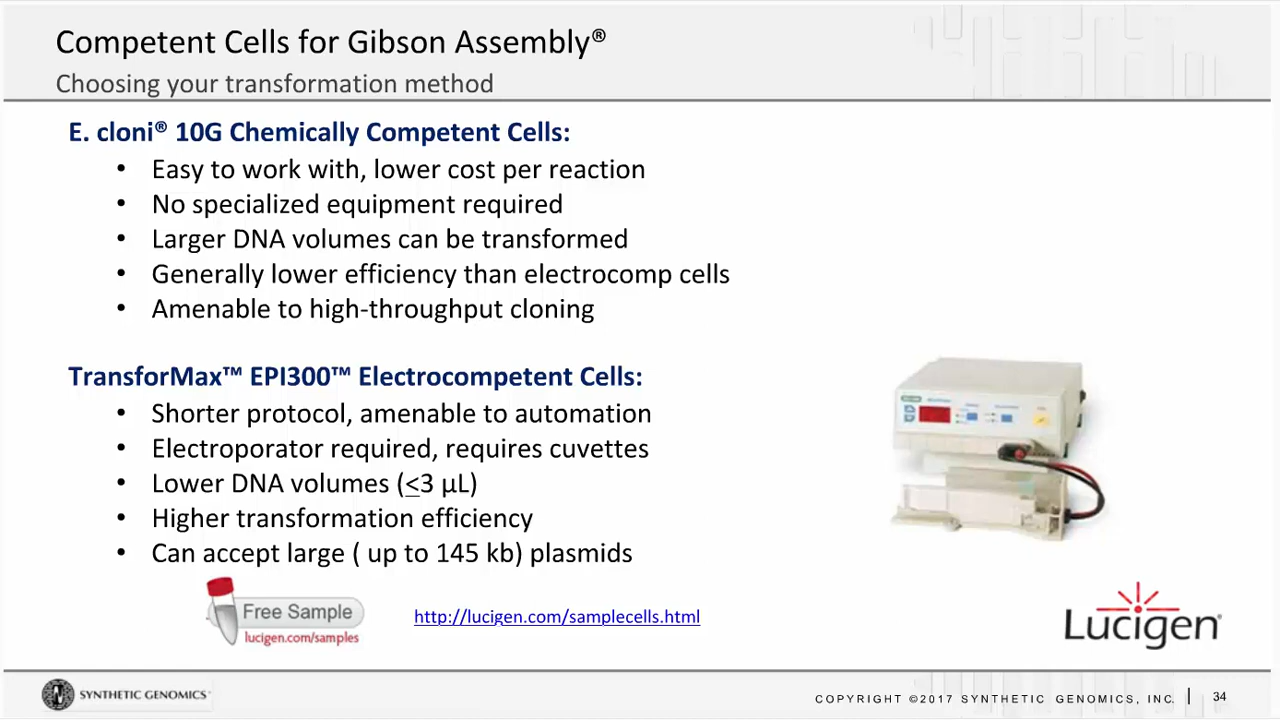 Competent Cells for Gibson Assembly®
Choosing your transformation method
E. cloni® 10G Chemically Competent Cells:
• Easy to work with, lower cost per reaction
• No specialized equipment required
• Larger DNA volumes can be transformed
• Generally lower efficiency than electrocomp cells
• Amenable to high-throughput cloning
TransforMax™ EPI300™ Electrocompetent Cells:
• Shorter protocol, amenable to automation
• Electroporator required, requires cuvettes
• Lower DNA volumes (≤3 µL)
• Higher transformation efficiency
• Can accept large ( up to 145 kb) plasmids
Free Sample
lucigen.com/samples
http://lucigen.com/samplecells.html
Lucigen®
SYNTHETIC GENOMICS®
COPYRIGHT ©2017 SYNTHETIC GENOMICS, INC. | 34